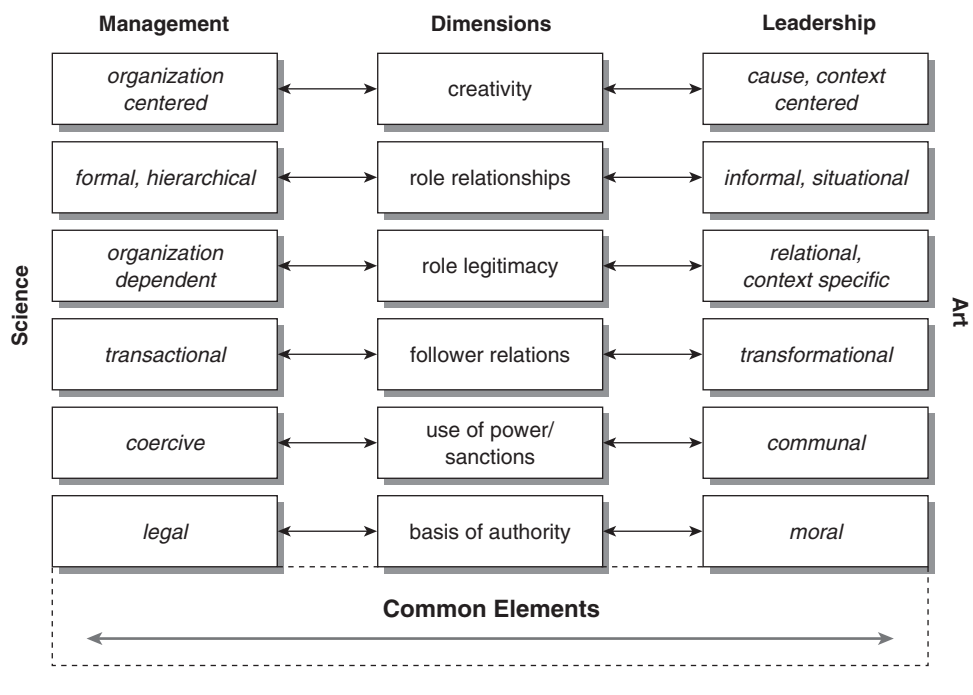 Management
Dimensions
Leadership
organization
centered
creativity
cause, context
centered
formal, hierarchical
role relationships
informal, situational
organization
dependent
role legitimacy
relational,
context specific
Science
Art
transactional
follower relations
transformational
coercive
use of power/
sanctions
communal
legal
basis of authority
moral
Common Elements